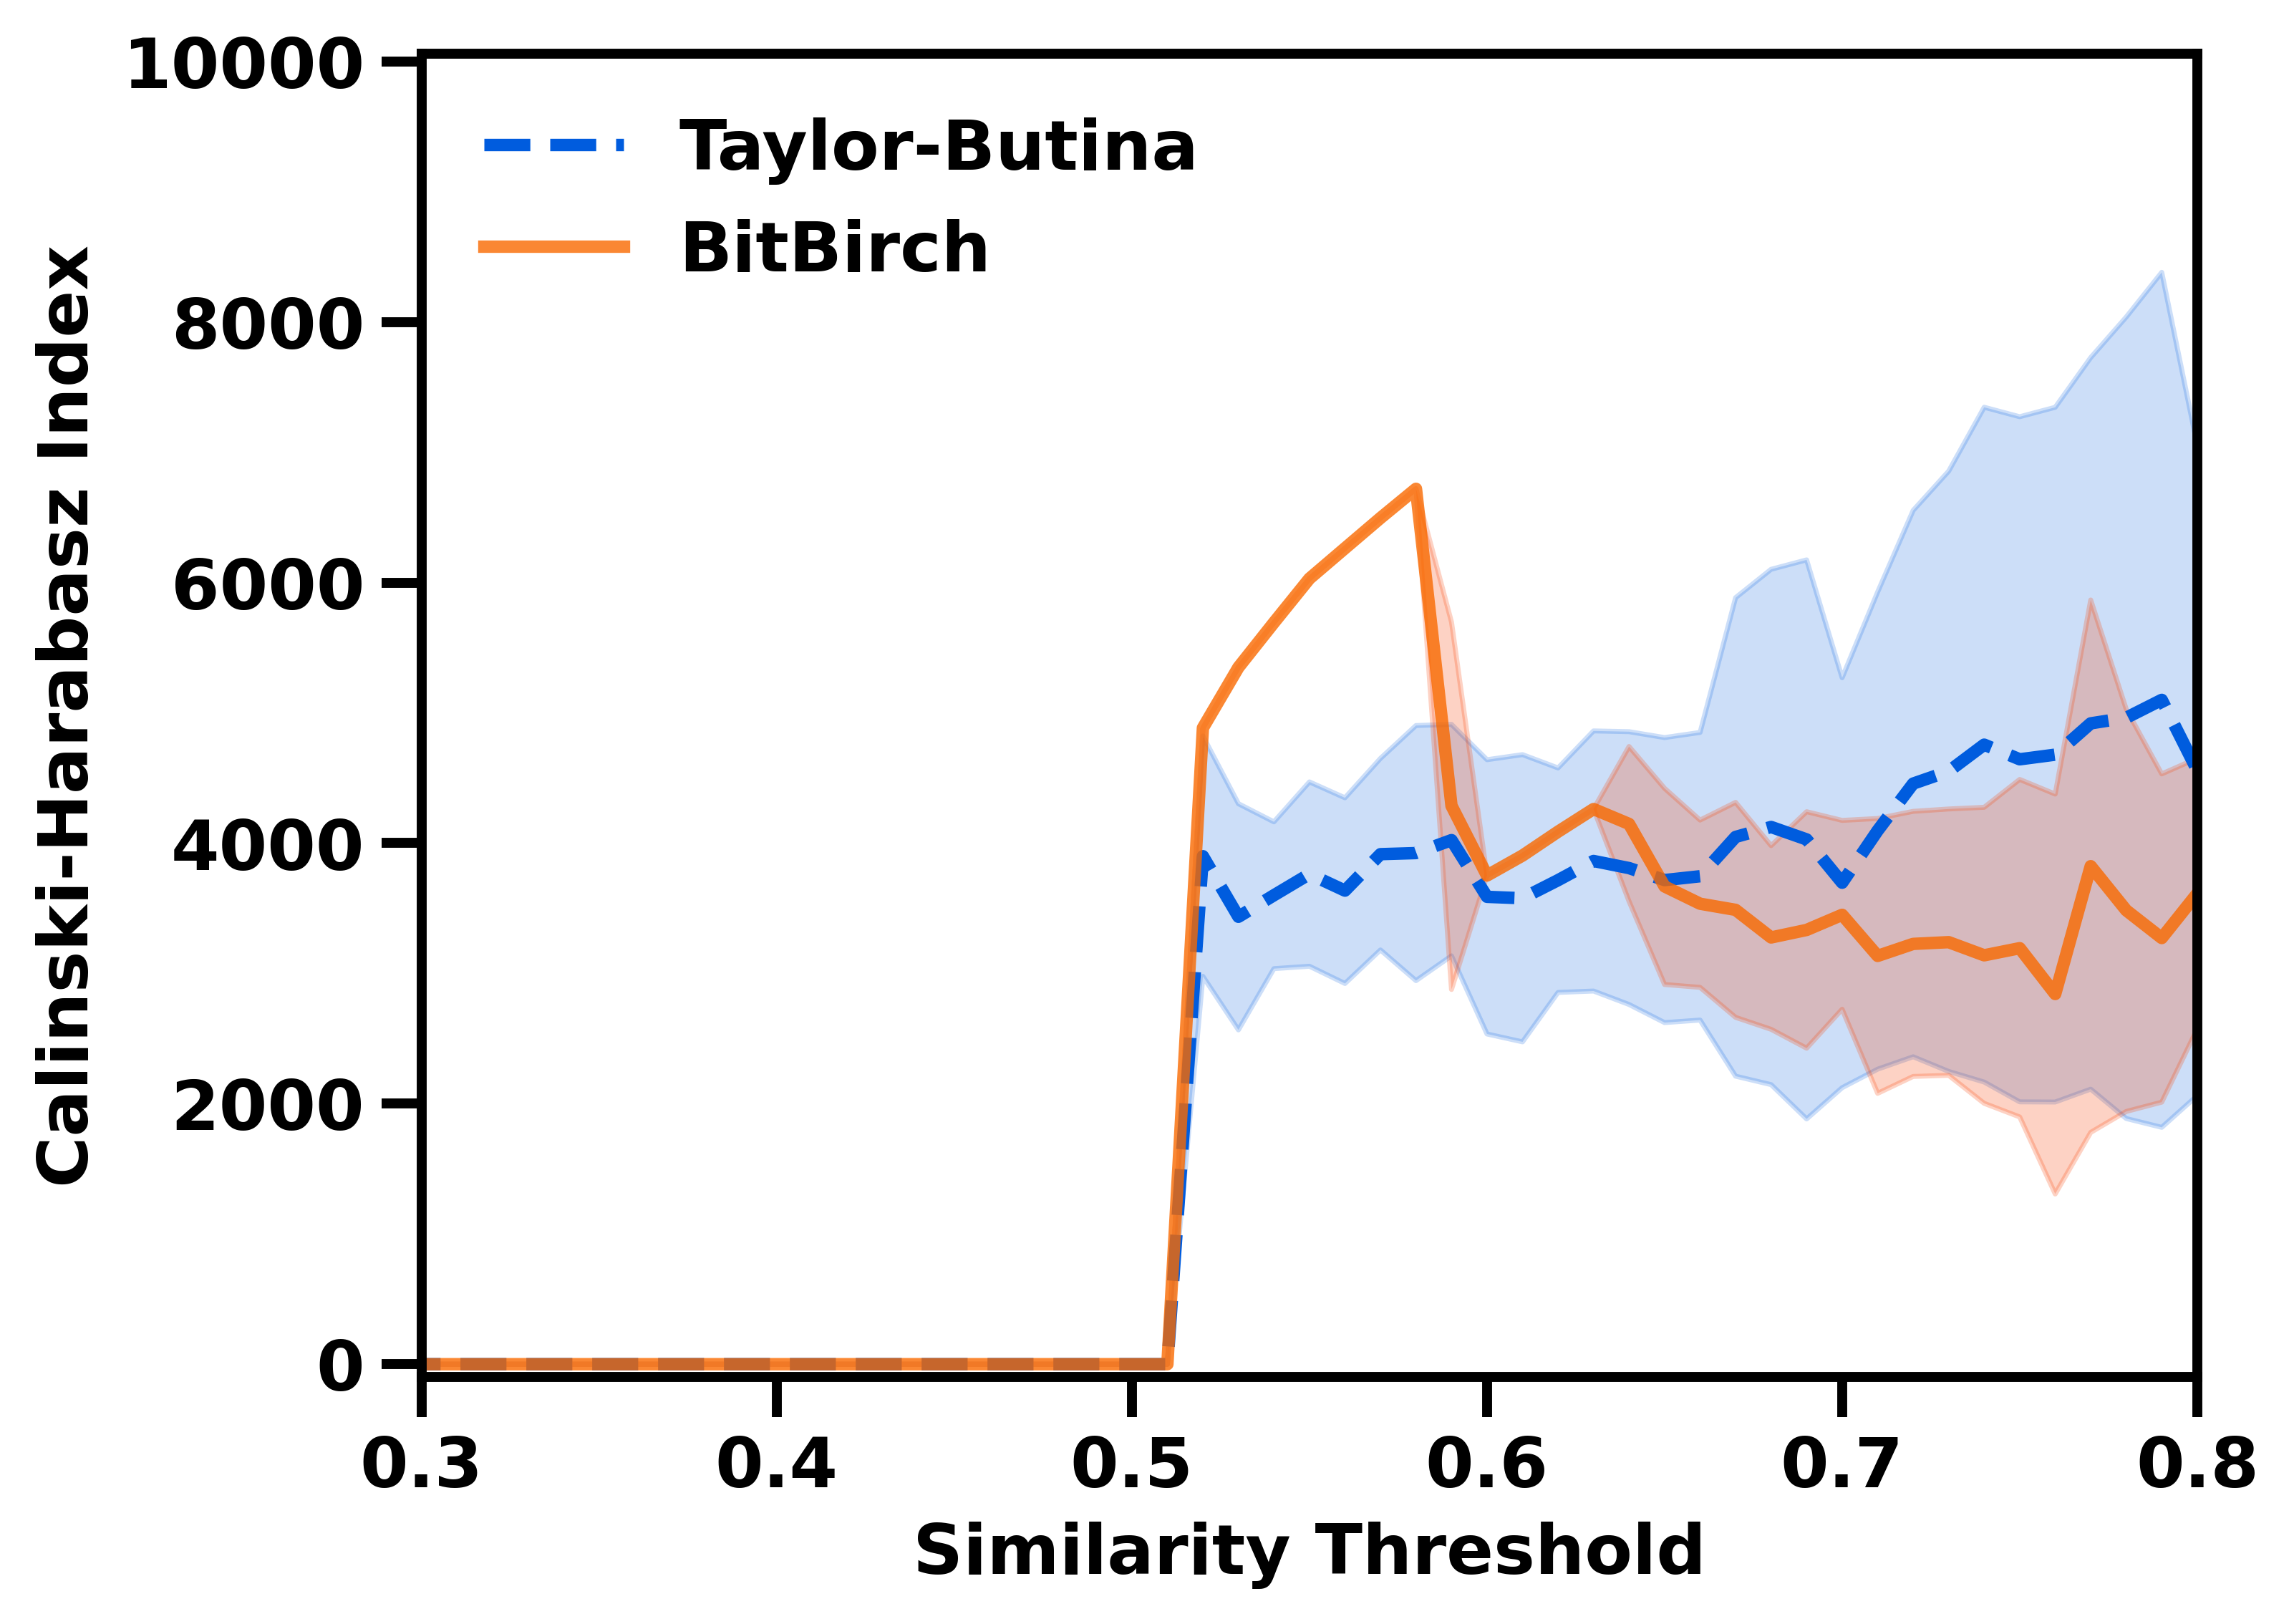 Calinski-Harabasz Index
10000
8000
6000
4000
2000
0
Taylor-Butina
BitBirch
0.3 0.4 0.5 0.6 0.7 0.8
Similarity Threshold